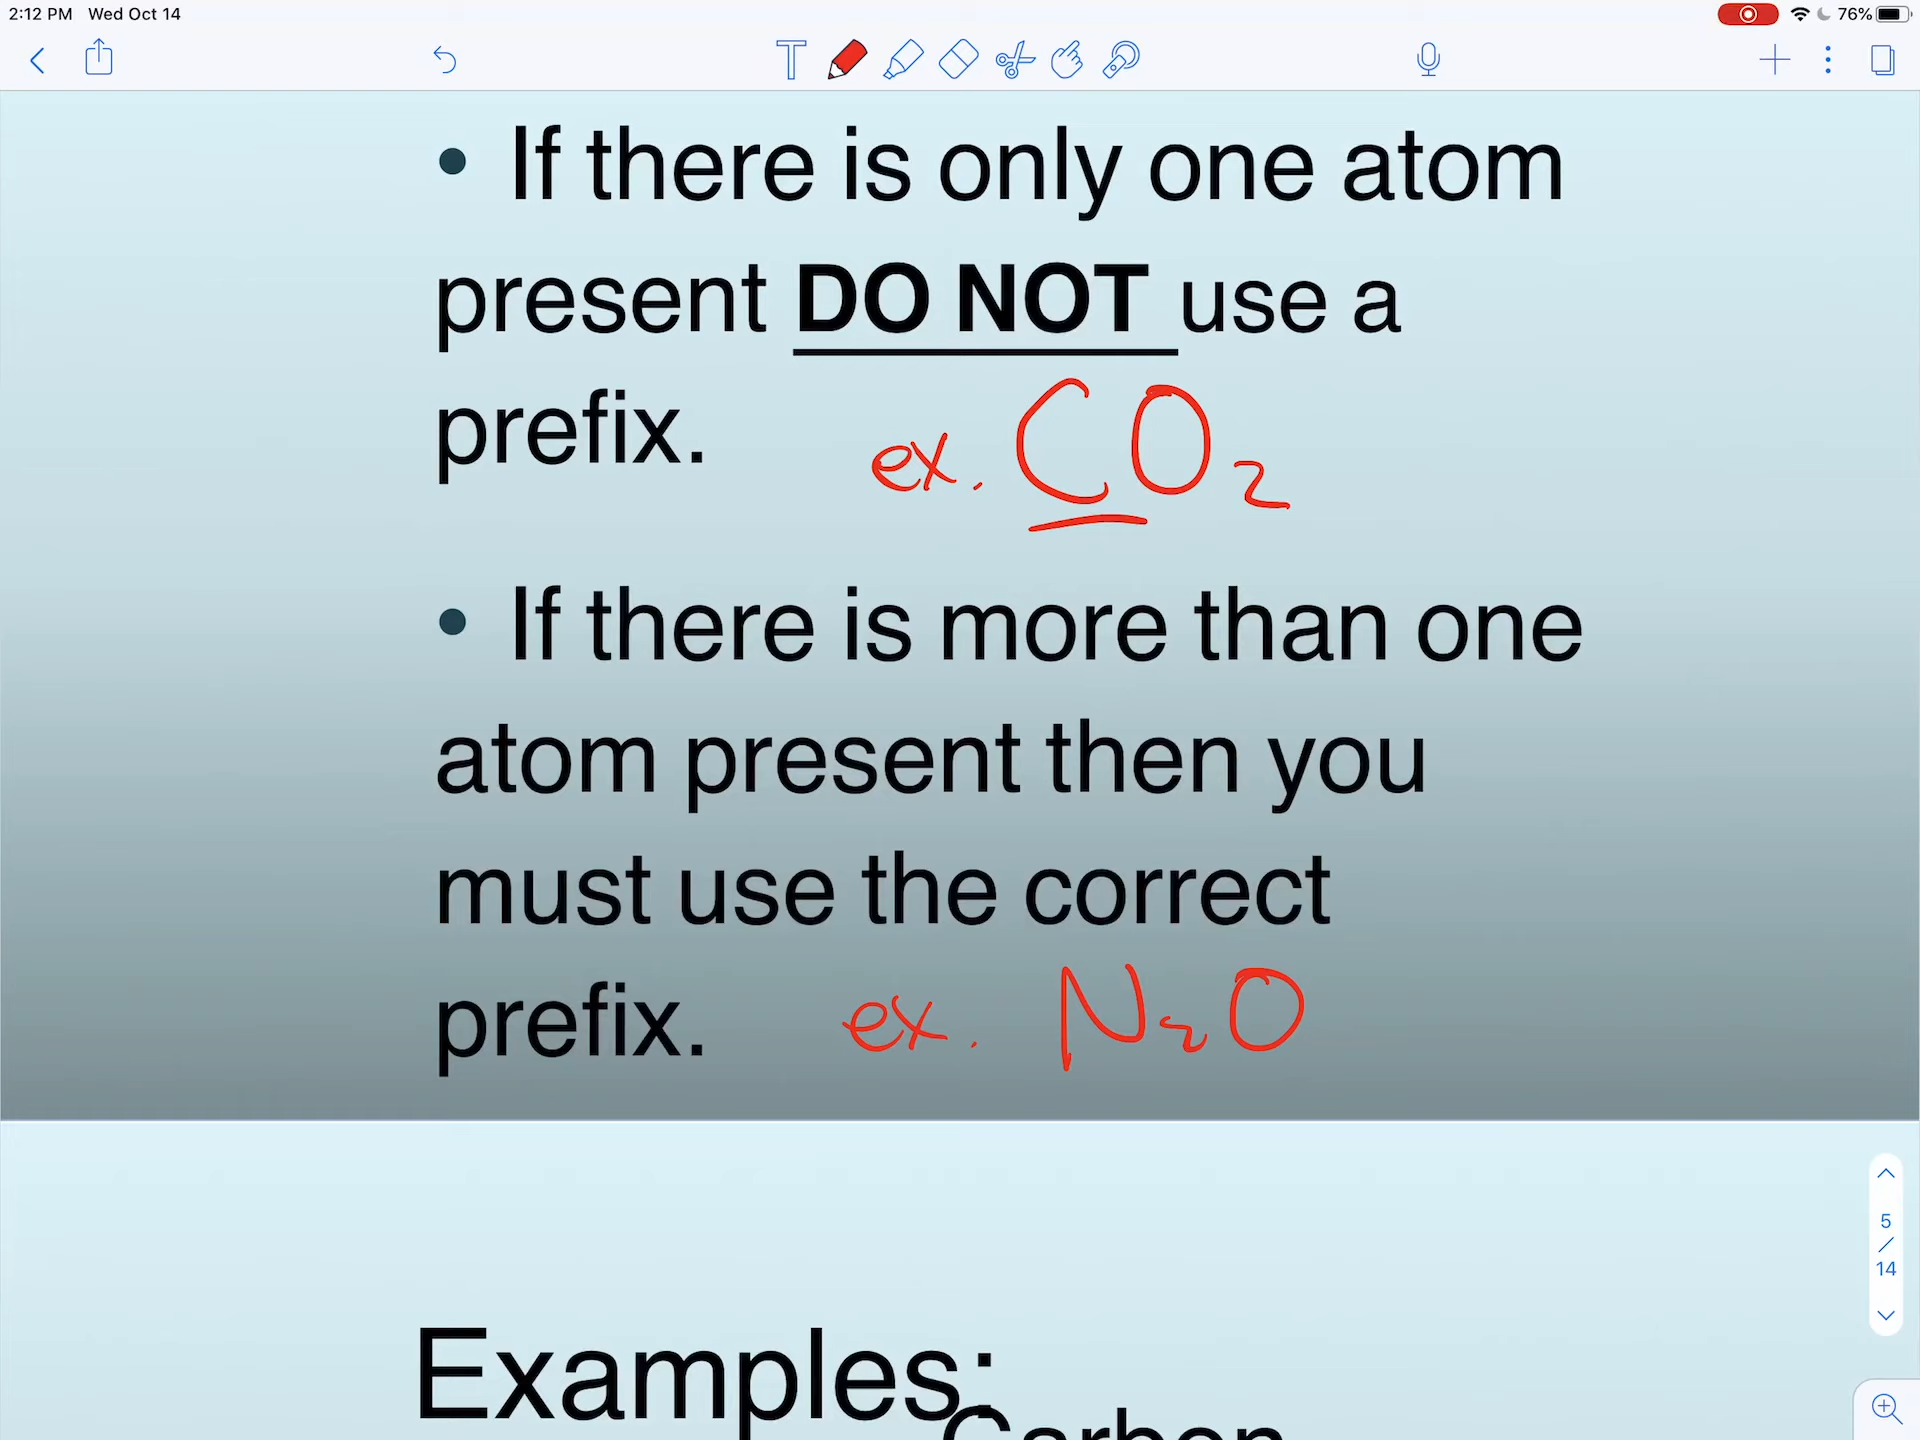 2:12 PM Wed Oct 14
76%
T
• If there is only one atom
present DO NOT use a
prefix.
ex. CO₂
• If there is more than one
atom present then you
must use the correct
prefix.
ex. N₂O
5
/
14
Examples:
Carbon